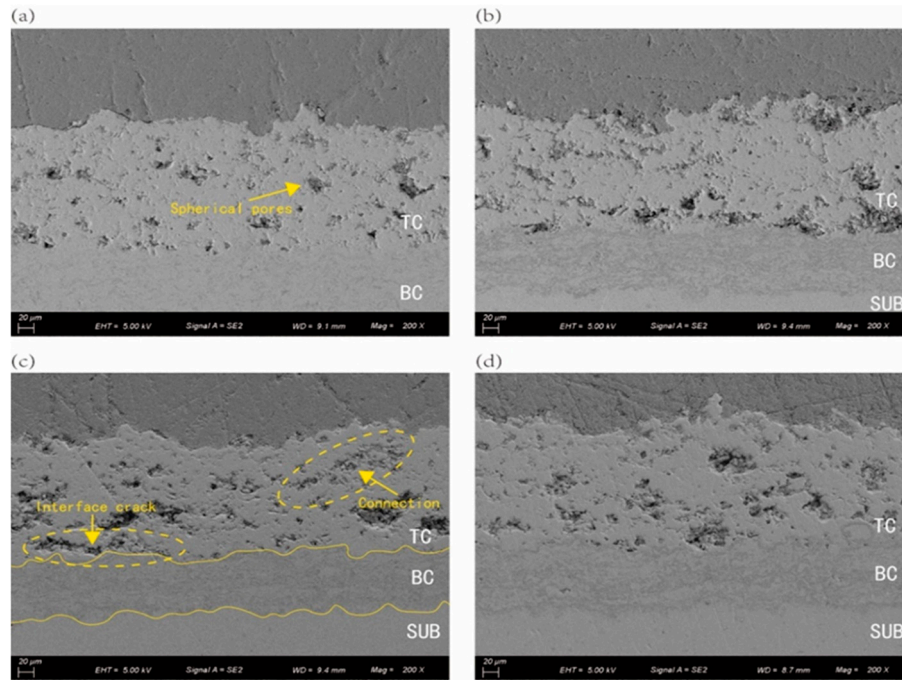 (a)
Spherical pores
TC
BC
20 µm
EHT = 5.00 kV Signal A = SE2 WD = 9.1 mm Mag = 200 X
(b)
TC
BC
SUB
20 µm
EHT = 5.00 kV Signal A = SE2 WD = 9.4 mm Mag = 200 X
(c)
Interface crack
Connection
TC
BC
SUB
20 µm
EHT = 5.00 kV Signal A = SE2 WD = 9.4 mm Mag = 200 X
(d)
TC
BC
SUB
20 µm
EHT = 5.00 kV Signal A = SE2 WD = 8.7 mm Mag = 200 X